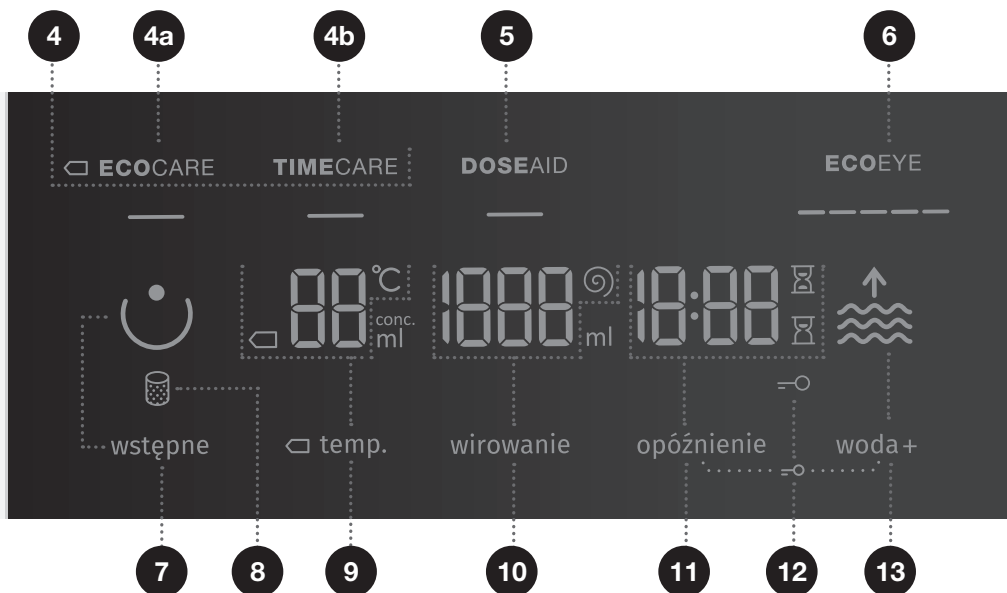 4 4a 4b 5 6
ECOCARE TIMECARE DOSEAID ECOEYE
88 °C 1888 18:88
conc.
ml ml
wstępne temp. wirowanie opóźnienie woda+
7 8 9 10 11 12 13